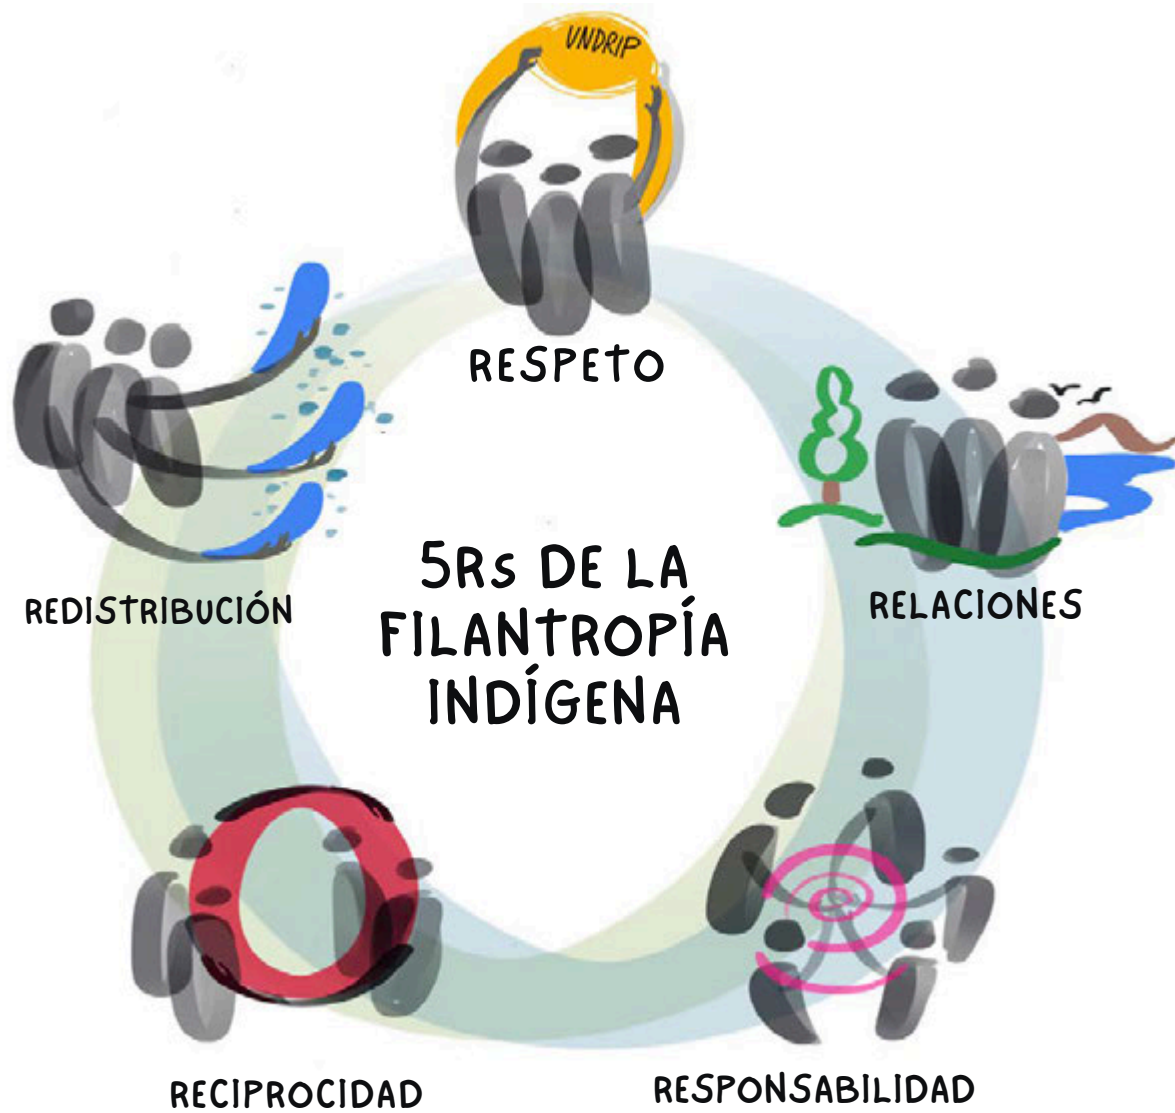 UNDRIP
RESPETO
RELACIONES
REDISTRIBUCIÓN
5Rs DE LA
FILANTROPÍA
INDÍGENA
RECIPROCIDAD
RESPONSABILIDAD